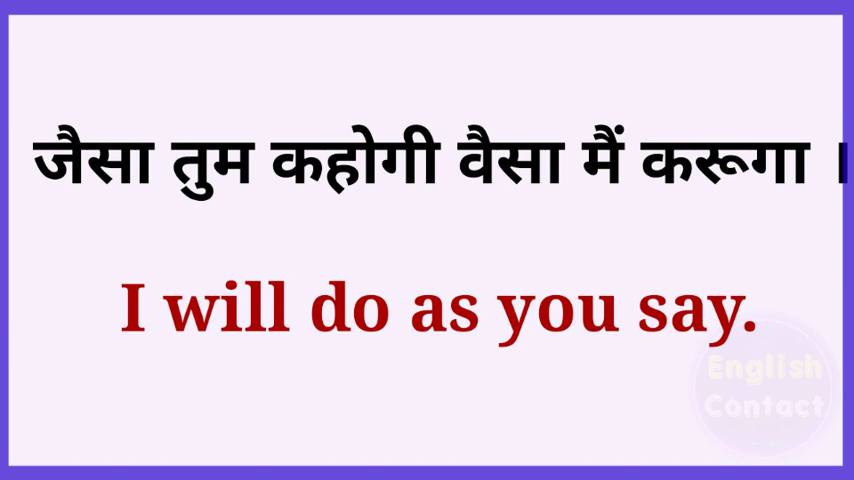 जैसा तुम कहोगी वैसा मैं करूगा ।
I will do as you say.
English
Contact